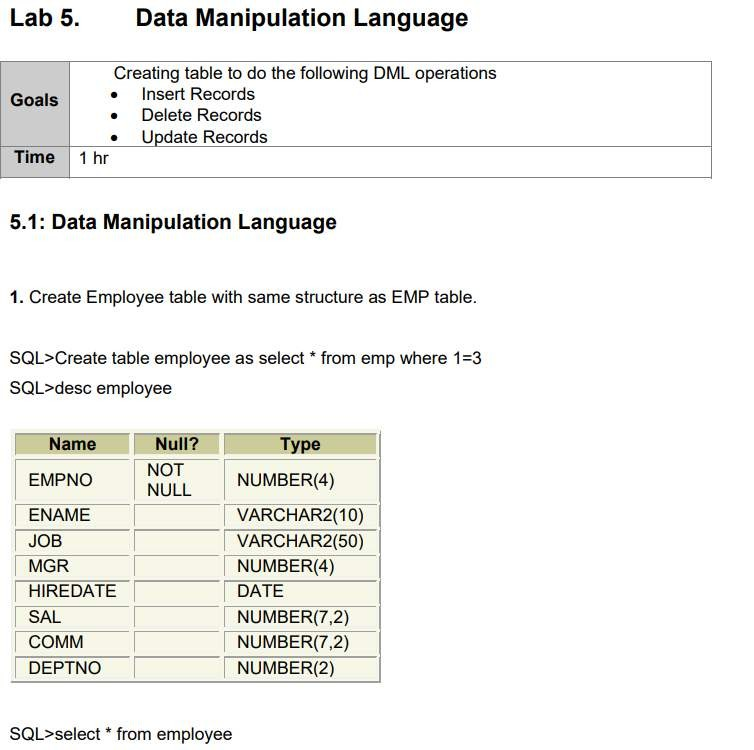 Lab 5. Data Manipulation Language
Goals
Creating table to do the following DML operations
• Insert Records
• Delete Records
• Update Records
Time 1 hr
5.1: Data Manipulation Language
1. Create Employee table with same structure as EMP table.
SQL>Create table employee as select * from emp where 1=3
SQL>desc employee
Name Null? Type
EMPNO NOT NULL NUMBER(4)
ENAME VARCHAR2(10)
JOB VARCHAR2(50)
MGR NUMBER(4)
HIREDATE DATE
SAL NUMBER(7,2)
COMM NUMBER(7,2)
DEPTNO NUMBER(2)
SQL>select * from employee